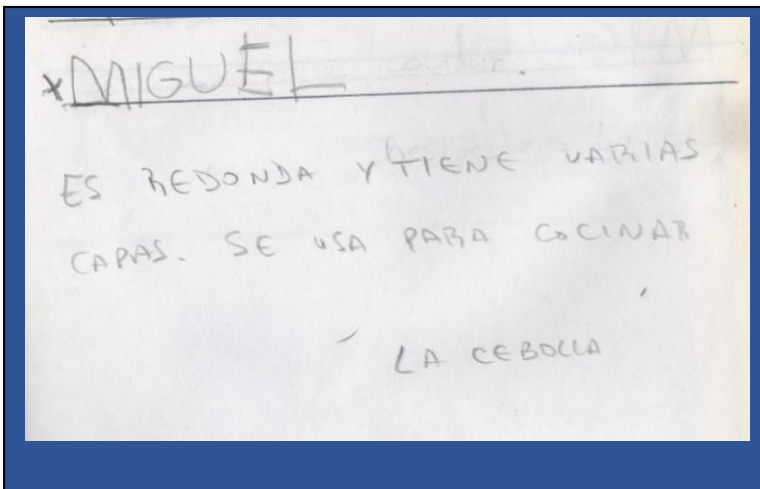 x MIGUEL
ES REDONDA Y TIENE VARIAS
CAPAS. SE USA PARA COCINAR
LA CEBOLLA